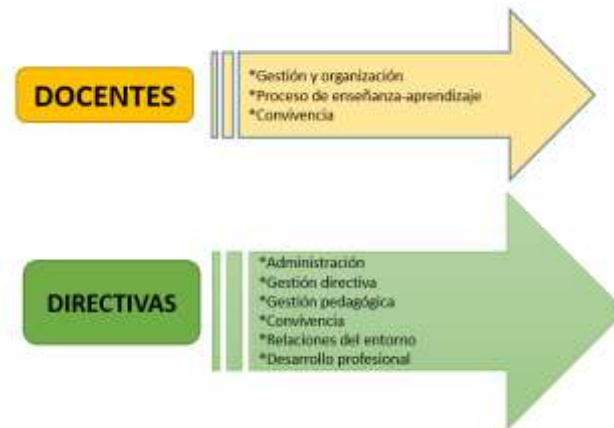 DOCENTES
*Gestión y organización
*Proceso de enseñanza-aprendizaje
*Convivencia
DIRECTIVAS
*Administración
*Gestión directiva
*Gestión pedagógica
*Convivencia
*Relaciones del entorno
*Desarrollo profesional